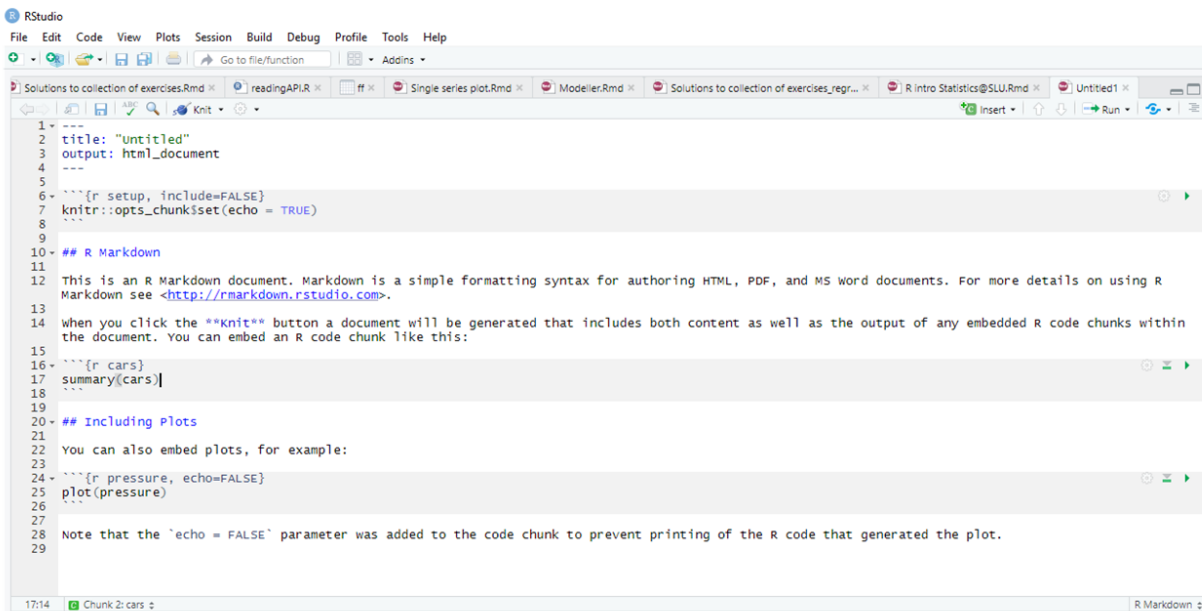 RStudio
File Edit Code View Plots Session Build Debug Profile Tools Help
Go to file/function Addins
Solutions to collection of exercises.Rmd readingAPI.R ff Single series plot.Rmd Modeller.Rmd Solutions to collection of exercises_regr... R intro Statistics@SLU.Rmd Untitled1
ABC Knit Insert Run
1 ---
2 title: "Untitled"
3 output: html_document
4 ---
5
6 ```{r setup, include=FALSE}
7 knitr::opts_chunk$set(echo = TRUE)
8 ```
9
10 ## R Markdown
11
12 This is an R Markdown document. Markdown is a simple formatting syntax for authoring HTML, PDF, and MS Word documents. For more details on using R
Markdown see <http://rmarkdown.rstudio.com>.
13
14 When you click the **Knit** button a document will be generated that includes both content as well as the output of any embedded R code chunks within
the document. You can embed an R code chunk like this:
15
16 ```{r cars}
17 summary(cars)
18 ```
19
20 ## Including Plots
21
22 You can also embed plots, for example:
23
24 ```{r pressure, echo=FALSE}
25 plot(pressure)
26 ```
27
28 Note that the `echo = FALSE` parameter was added to the code chunk to prevent printing of the R code that generated the plot.
29
17:14 C Chunk 2: cars R Markdown